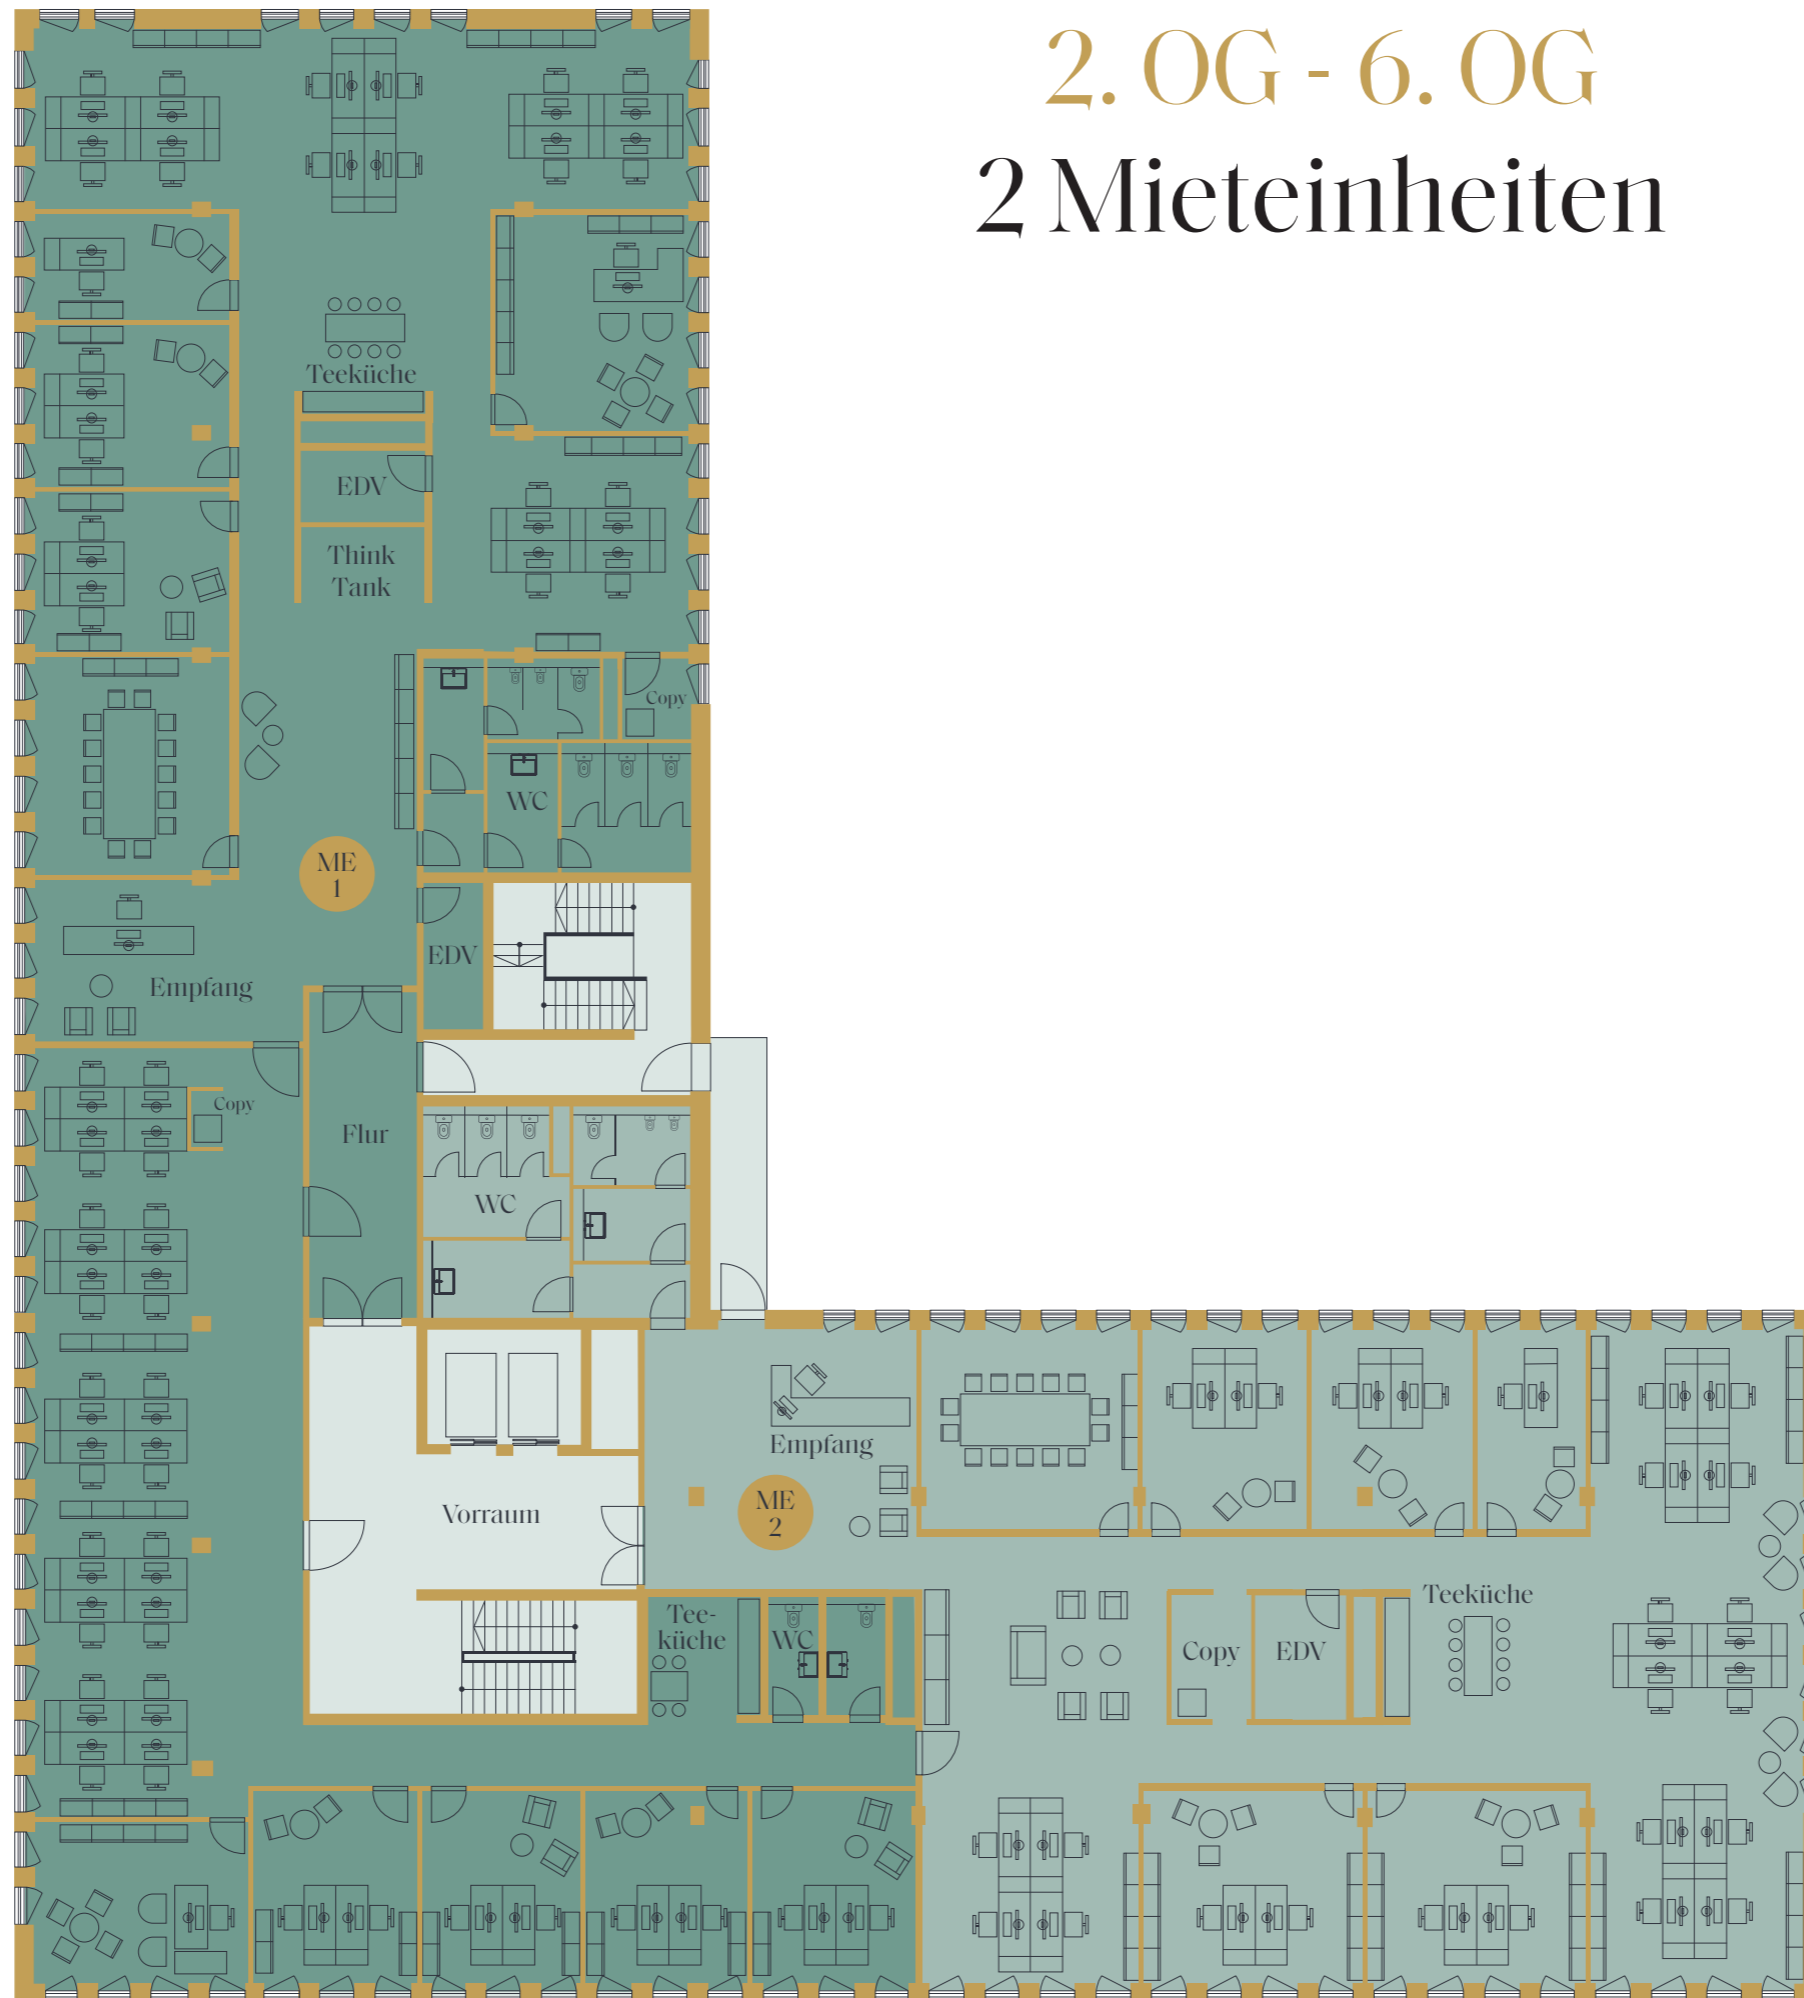 2. OG - 6. OG
2 Mieteinheiten
Teeküche
EDV
Think
Tank
Copy
WC
ME
1
EDV
Empfang
Copy
Flur
WC
Empfang
ME
2
Vorraum
Teeküche
Tee-
küche
WC
Copy
EDV